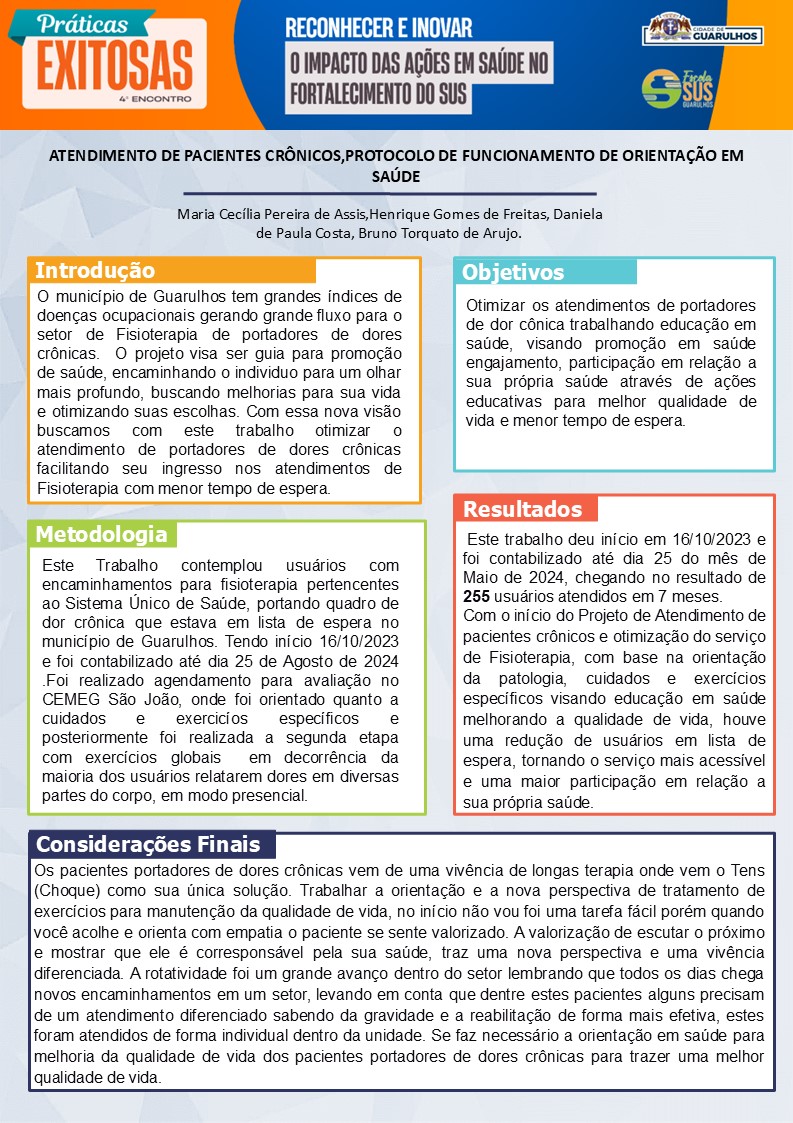 Práticas
EXITOSAS
4º ENCONTRO
RECONHECER E INOVAR
O IMPACTO DAS AÇÕES EM SAÚDE NO
FORTALECIMENTO DO SUS
CIDADE DE
GUARULHOS
Escola
SUS
GUARULHOS
ATENDIMENTO DE PACIENTES CRÔNICOS,PROTOCOLO DE FUNCIONAMENTO DE ORIENTAÇÃO EM
SAÚDE
Maria Cecília Pereira de Assis,Henrique Gomes de Freitas, Daniela
de Paula Costa, Bruno Torquato de Arujo.
Introdução
O município de Guarulhos tem grandes índices de
doenças ocupacionais gerando grande fluxo para o
setor de Fisioterapia de portadores de dores
crônicas. O projeto visa ser guia para promoção
de saúde, encaminhando o individuo para um olhar
mais profundo, buscando melhorias para sua vida
e otimizando suas escolhas. Com essa nova visão
buscamos com este trabalho otimizar o
atendimento de portadores de dores crônicas
facilitando seu ingresso nos atendimentos de
Fisioterapia com menor tempo de espera.
Objetivos
Otimizar os atendimentos de portadores
de dor cônica trabalhando educação em
saúde, visando promoção em saúde
engajamento, participação em relação a
sua própria saúde através de ações
educativas para melhor qualidade de
vida e menor tempo de espera.
Metodologia
Este Trabalho contemplou usuários com
encaminhamentos para fisioterapia pertencentes
ao Sistema Único de Saúde, portando quadro de
dor crônica que estava em lista de espera no
município de Guarulhos. Tendo início 16/10/2023
e foi contabilizado até dia 25 de Agosto de 2024
.Foi realizado agendamento para avaliação no
CEMEG São João, onde foi orientado quanto a
cuidados e exercicíos específicos e
posteriormente foi realizada a segunda etapa
com exercícios globais em decorrência da
maioria dos usuários relatarem dores em diversas
partes do corpo, em modo presencial.
Resultados
Este trabalho deu início em 16/10/2023 e
foi contabilizado até dia 25 do mês de
Maio de 2024, chegando no resultado de
255 usuários atendidos em 7 meses.
Com o início do Projeto de Atendimento de
pacientes crônicos e otimização do serviço
de Fisioterapia, com base na orientação
da patologia, cuidados e exercícios
específicos visando educação em saúde
melhorando a qualidade de vida, houve
uma redução de usuários em lista de
espera, tornando o serviço mais acessível
e uma maior participação em relação a
sua própria saúde.
Considerações Finais
Os pacientes portadores de dores crônicas vem de uma vivência de longas terapia onde vem o Tens
(Choque) como sua única solução. Trabalhar a orientação e a nova perspectiva de tratamento de
exercícios para manutenção da qualidade de vida, no início não vou foi uma tarefa fácil porém quando
você acolhe e orienta com empatia o paciente se sente valorizado. A valorização de escutar o próximo
e mostrar que ele é corresponsável pela sua saúde, traz uma nova perspectiva e uma vivência
diferenciada. A rotatividade foi um grande avanço dentro do setor lembrando que todos os dias chega
novos encaminhamentos em um setor, levando em conta que dentre estes pacientes alguns precisam
de um atendimento diferenciado sabendo da gravidade e a reabilitação de forma mais efetiva, estes
foram atendidos de forma individual dentro da unidade. Se faz necessário a orientação em saúde para
melhoria da qualidade de vida dos pacientes portadores de dores crônicas para trazer uma melhor
qualidade de vida.